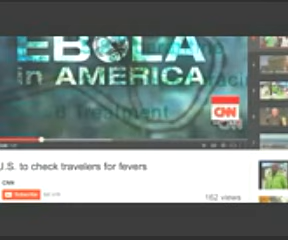 EBOLA
in AMERICA
Treatment
CNN
U.S. to check travelers for fevers
CNN
Subscribe
162 views